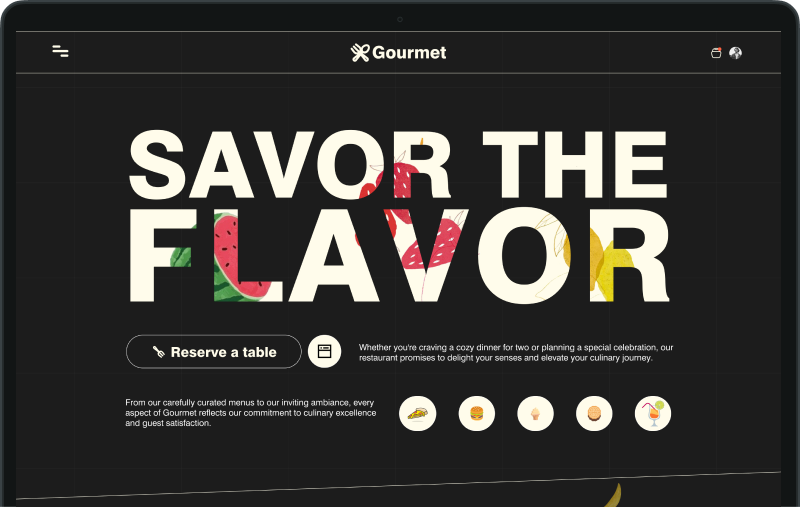 Gourmet
SAVOR THE
FLAVOR
Reserve a table
Whether you're craving a cozy dinner for two or planning a special celebration, our
restaurant promises to delight your senses and elevate your culinary journey.
From our carefully curated menus to our inviting ambiance, every
aspect of Gourmet reflects our commitment to culinary excellence
and guest satisfaction.